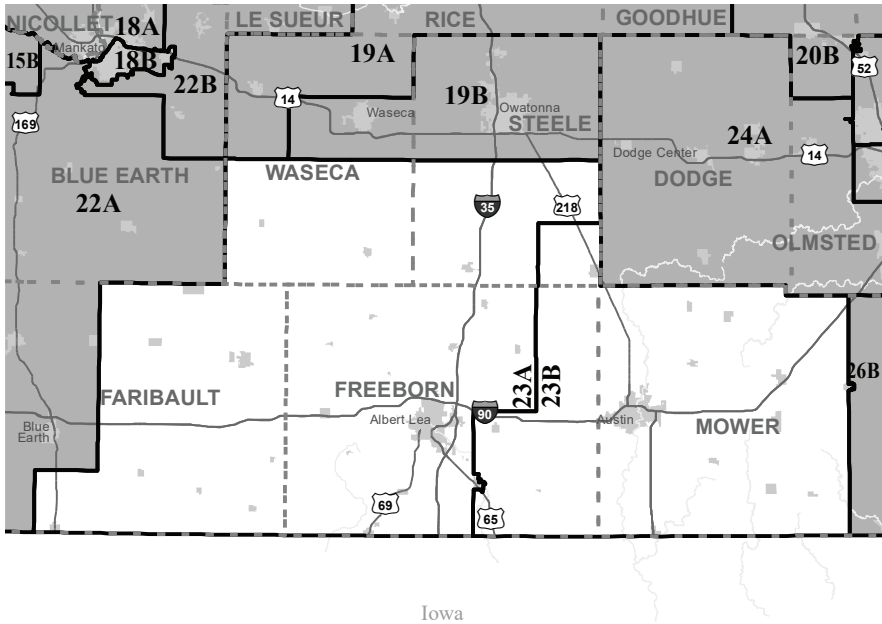 NICOLLET
18A
LE SUEUR
RICE
GOODHUE
Mankato
15B
18B
22B
19A
20B
52
14
19B
Waseca
Owatonna
STEELE
169
24A
Dodge Center
14
BLUE EARTH
WASECA
DODGE
22A
35
218
OLMSTED
23A
23B
26B
FARIBAULT
FREEBORN
Blue
Earth
Albert Lea
90
Austin
MOWER
69
65
Iowa